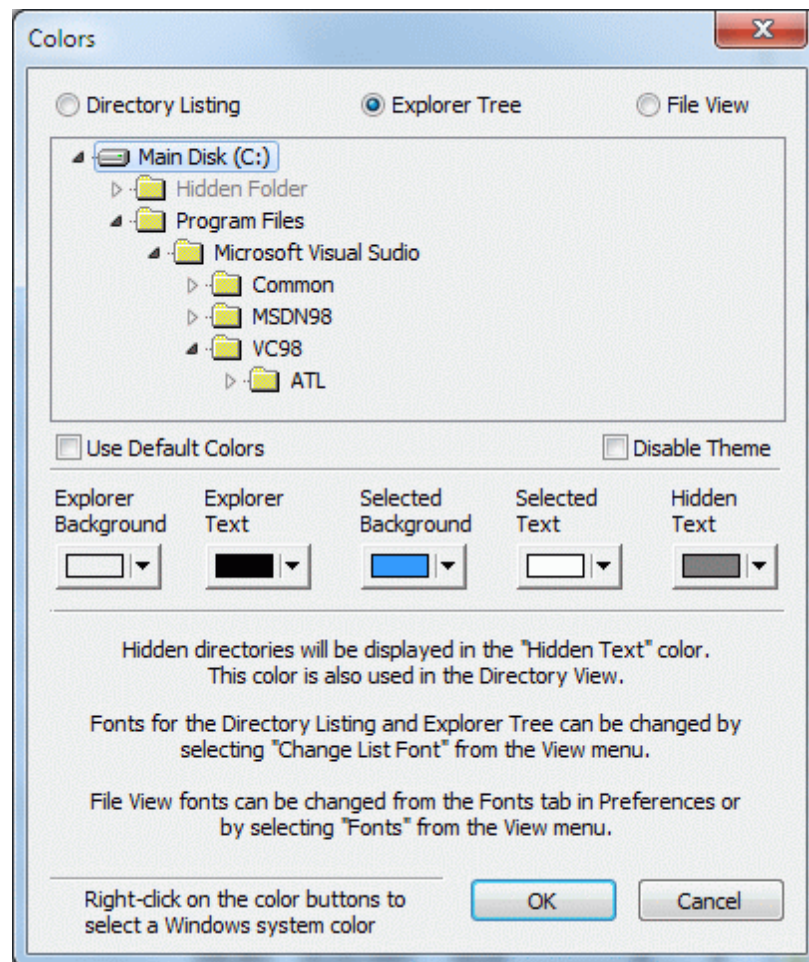 Colors
Directory Listing Explorer Tree File View
Main Disk (C:)
Hidden Folder
Program Files
Microsoft Visual Sudio
Common
MSDN98
VC98
ATL
Use Default Colors Disable Theme
Explorer Background
Explorer Text
Selected Background
Selected Text
Hidden Text
Hidden directories will be displayed in the "Hidden Text" color.
This color is also used in the Directory View.
Fonts for the Directory Listing and Explorer Tree can be changed by
selecting "Change List Font" from the View menu.
File View fonts can be changed from the Fonts tab in Preferences or
by selecting "Fonts" from the View menu.
Right-click on the color buttons to
select a Windows system color
OK Cancel